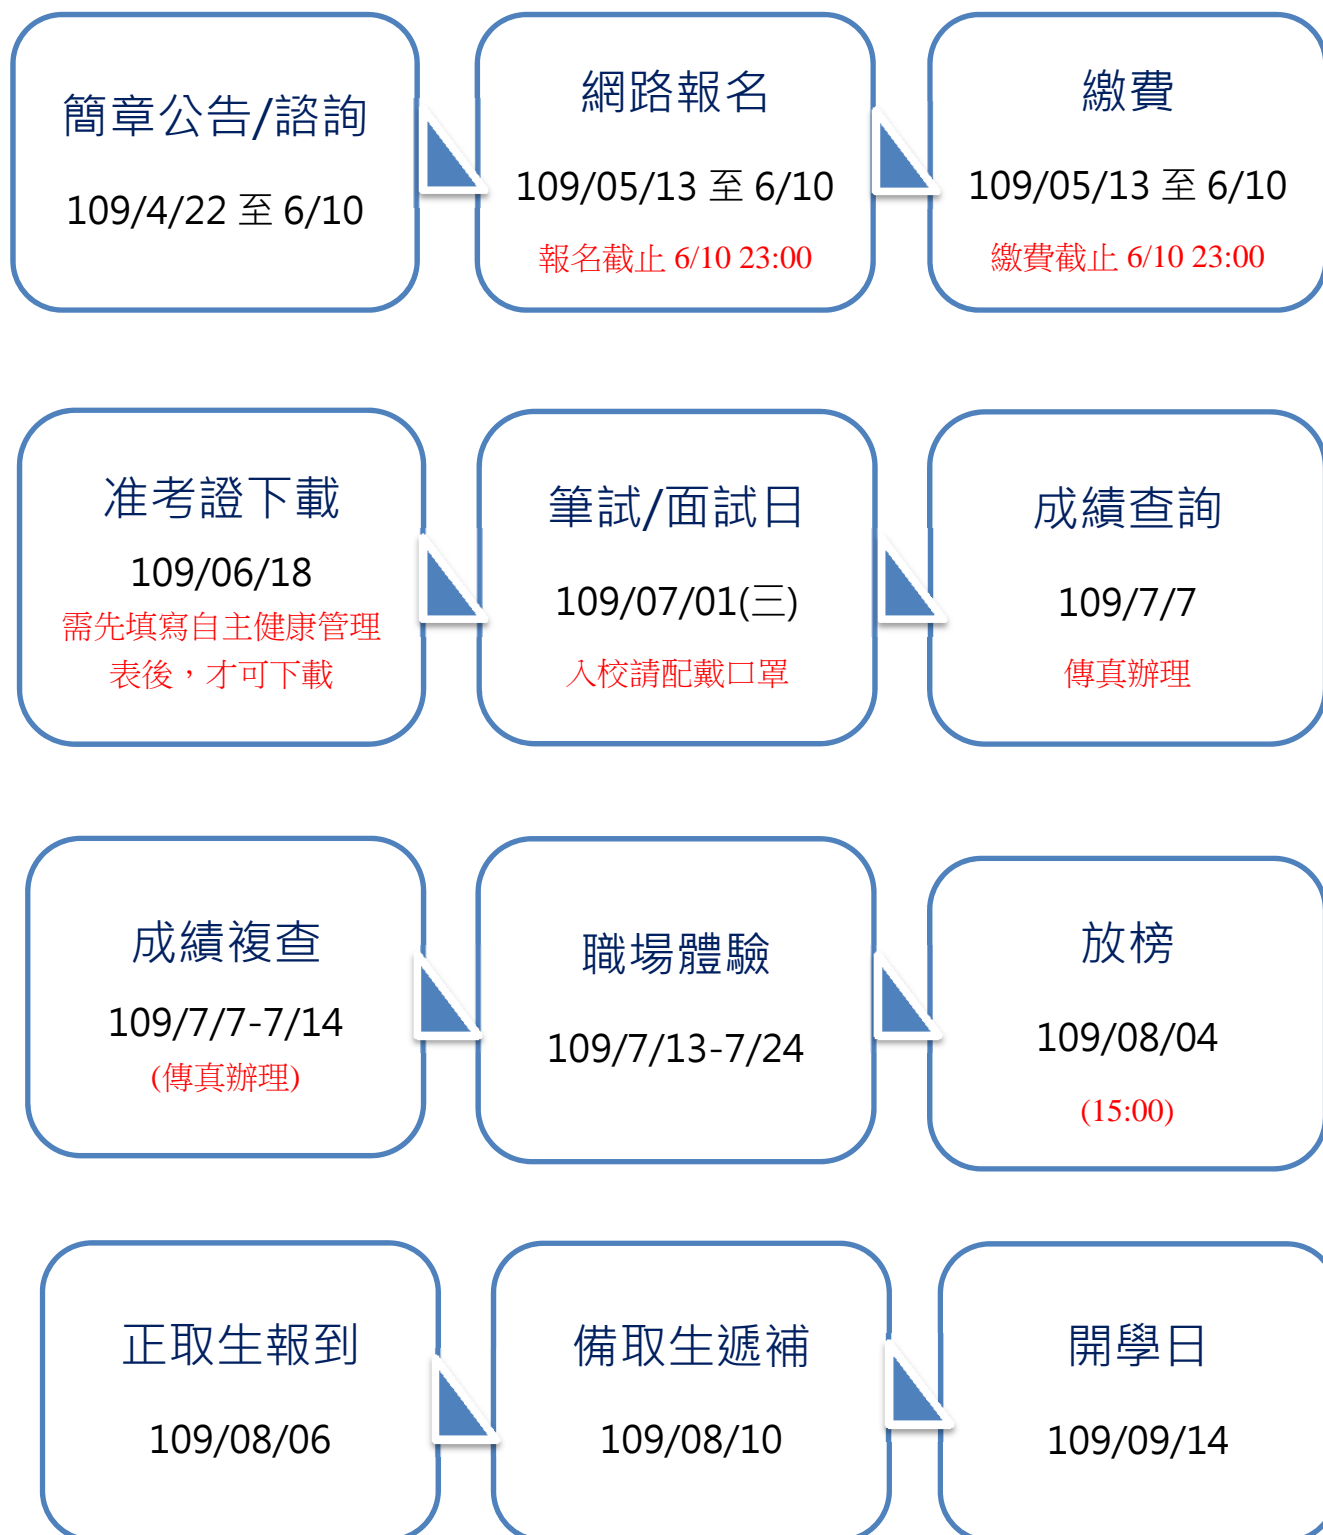 簡章公告/諮詢
109/4/22 至 6/10
網路報名
109/05/13 至 6/10
報名截止 6/10 23:00
繳費
109/05/13 至 6/10
繳費截止 6/10 23:00
准考證下載
109/06/18
需先填寫自主健康管理
表後，才可下載
筆試/面試日
109/07/01(三)
入校請配戴口罩
成績查詢
109/7/7
傳真辦理
成績複查
109/7/7-7/14
(傳真辦理)
職場體驗
109/7/13-7/24
放榜
109/08/04
(15:00)
正取生報到
109/08/06
備取生遞補
109/08/10
開學日
109/09/14